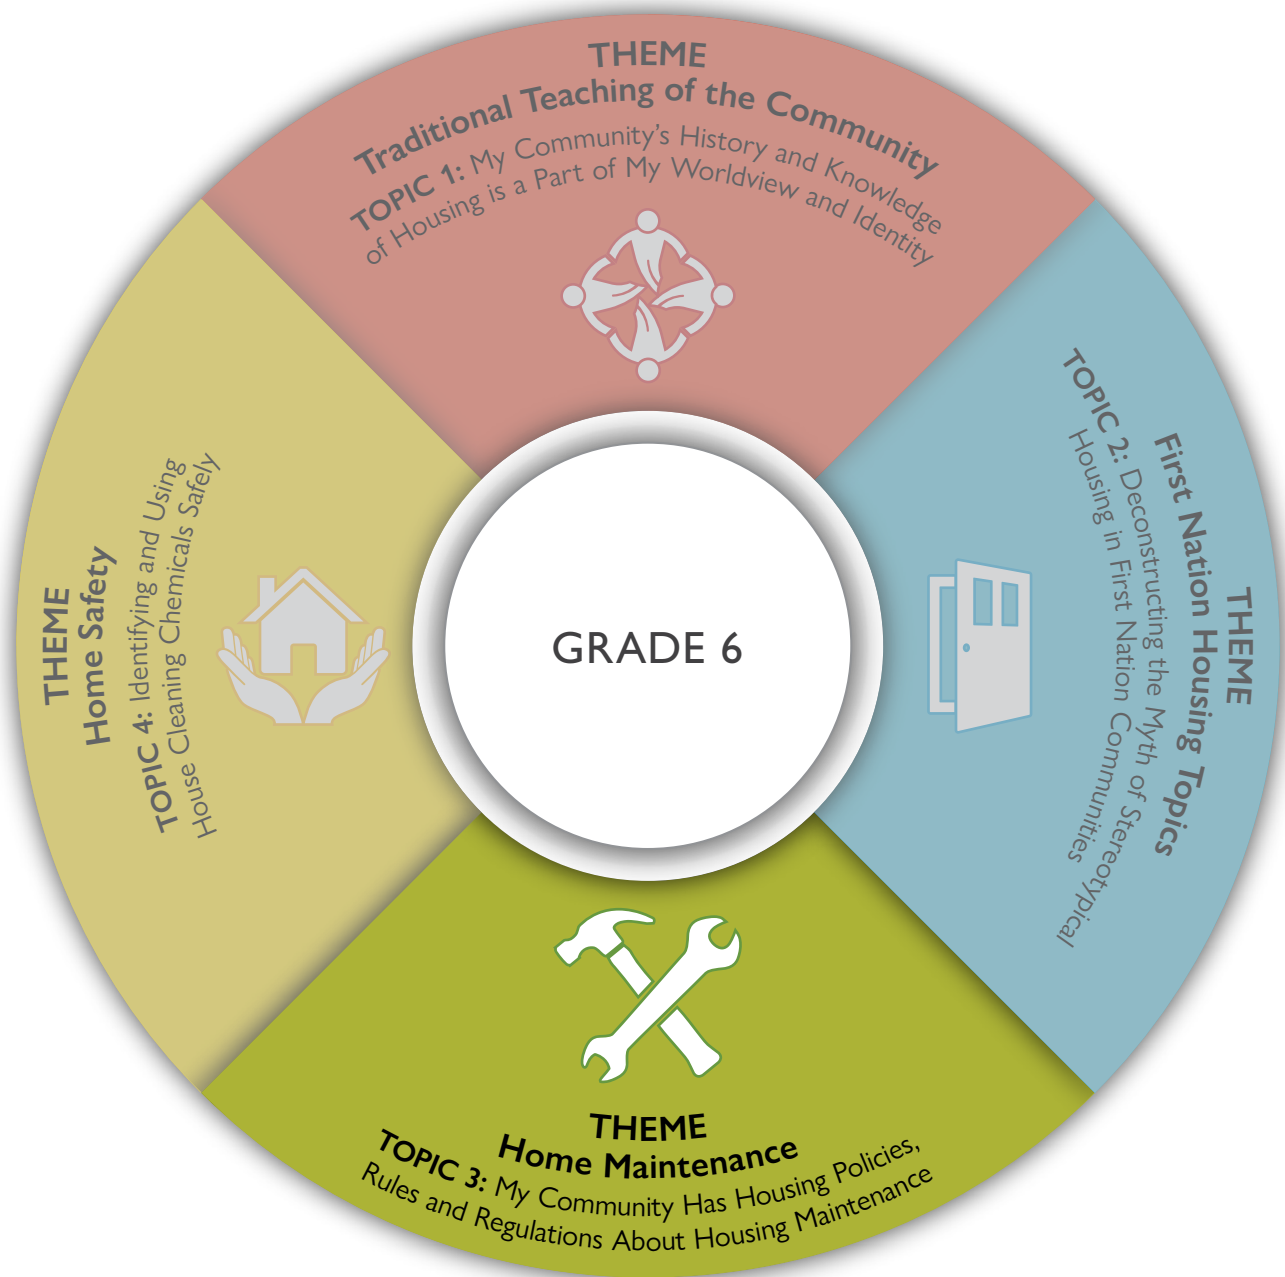 THEME
Traditional Teaching of the Community
TOPIC 1: My Community's History and Knowledge
of Housing is a Part of My Worldview and Identity
THEME
First Nation Housing Topics
TOPIC 2: Deconstructing the Myth of Stereotypical
Housing in First Nation Communities
GRADE 6
THEME
Home Maintenance
TOPIC 3: My Community Has Housing Policies,
Rules and Regulations About Housing Maintenance
THEME
Home Safety
TOPIC 4: Identifying and Using
House Cleaning Chemicals Safely